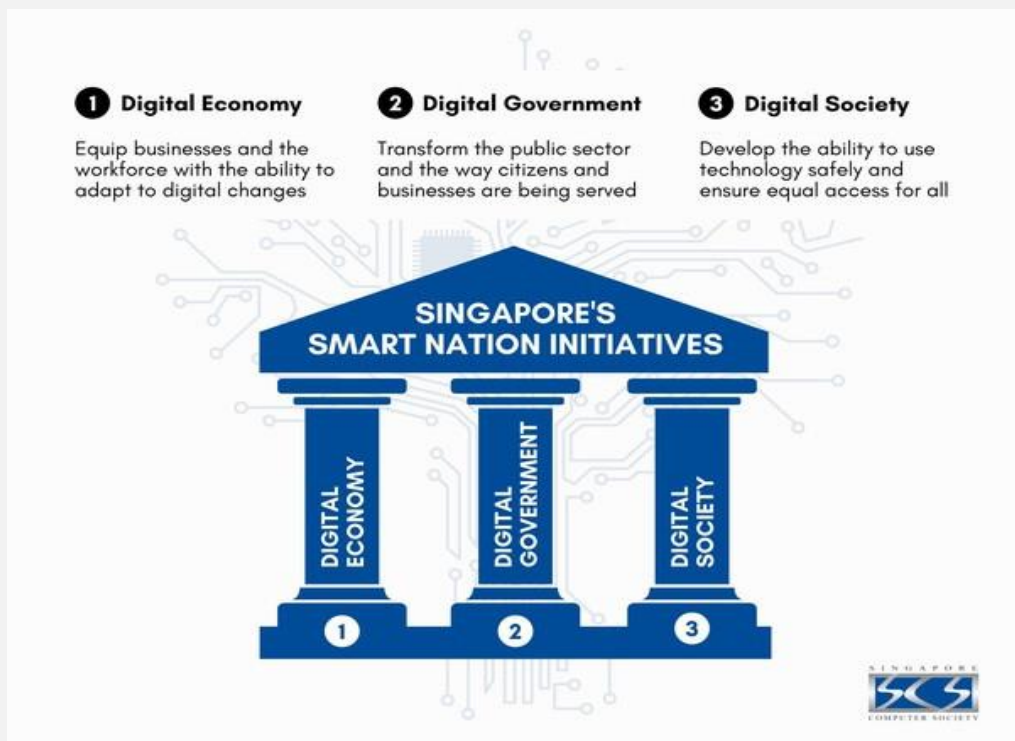 1 Digital Economy
Equip businesses and the
workforce with the ability to
adapt to digital changes
2 Digital Government
Transform the public sector
and the way citizens and
businesses are being served
3 Digital Society
Develop the ability to use
technology safely and
ensure equal access for all
SINGAPORE'S
SMART NATION INITIATIVES
DIGITAL
ECONOMY
DIGITAL
GOVERNMENT
DIGITAL
SOCIETY
1
2
3
SINGAPORE
SCS
COMPUTER SOCIETY